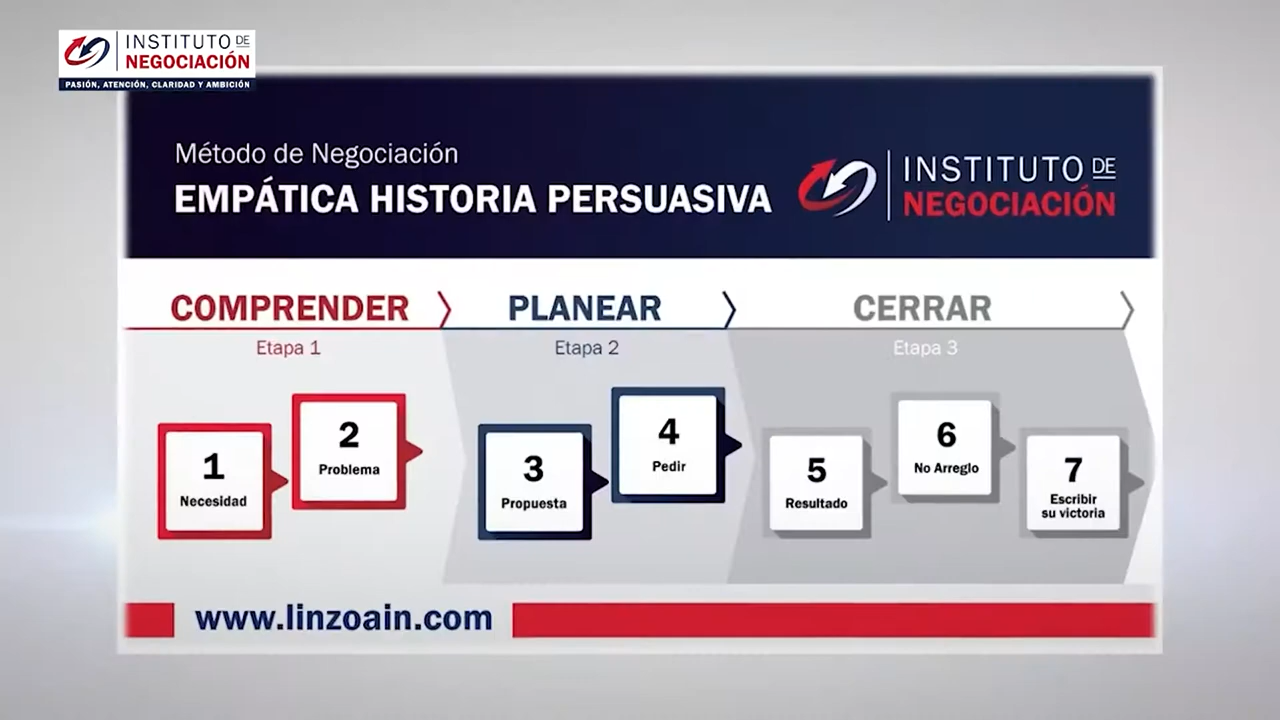 INSTITUTO DE
NEGOCIACIÓN
PASIÓN, ATENCIÓN, CLARIDAD Y AMBICIÓN
Método de Negociación
EMPÁTICA HISTORIA PERSUASIVA
INSTITUTO DE
NEGOCIACIÓN
COMPRENDER
PLANEAR
CERRAR
Etapa 1
Etapa 2
Etapa 3
1
Necesidad
2
Problema
3
Propuesta
4
Pedir
5
Resultado
6
No Arreglo
7
Escribir
su victoria
www.linzoain.com